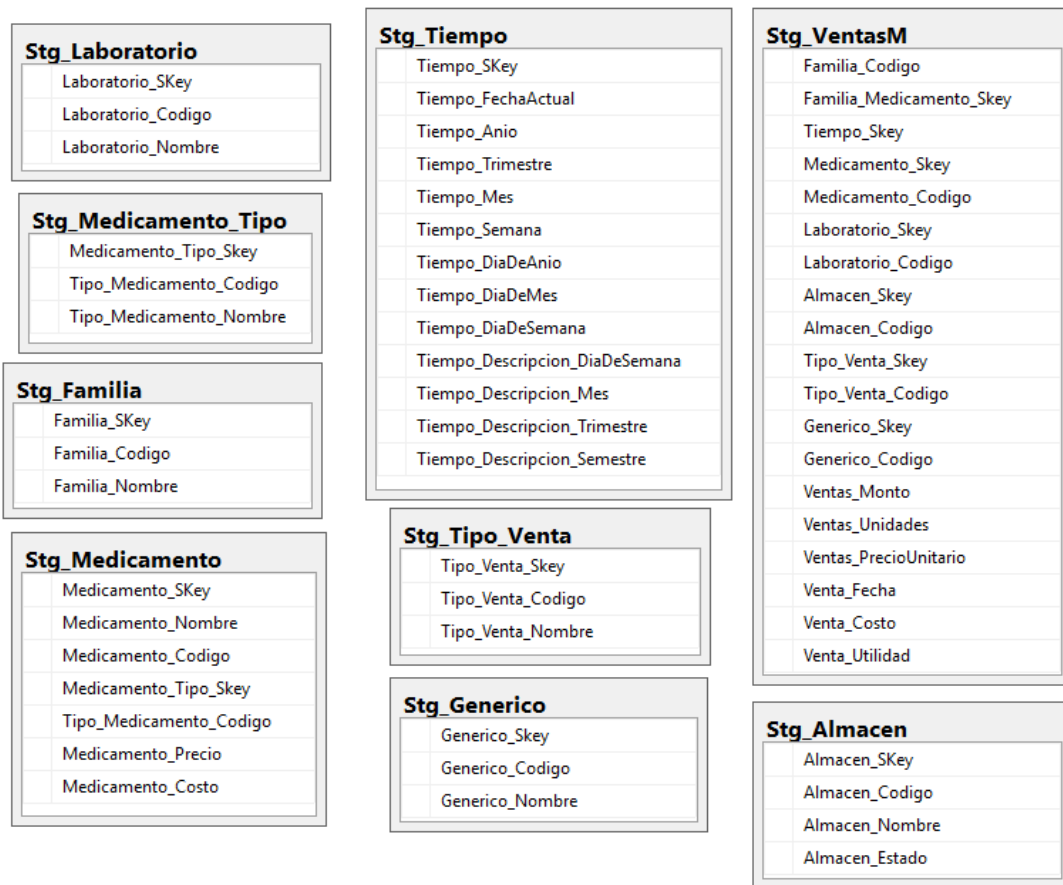 Stg_Laboratorio
Laboratorio_SKey
Laboratorio_Codigo
Laboratorio_Nombre
Stg_Medicamento_Tipo
Medicamento_Tipo_Skey
Tipo_Medicamento_Codigo
Tipo_Medicamento_Nombre
Stg_Familia
Familia_SKey
Familia_Codigo
Familia_Nombre
Stg_Medicamento
Medicamento_SKey
Medicamento_Nombre
Medicamento_Codigo
Medicamento_Tipo_Skey
Tipo_Medicamento_Codigo
Medicamento_Precio
Medicamento_Costo
Stg_Tiempo
Tiempo_SKey
Tiempo_FechaActual
Tiempo_Anio
Tiempo_Trimestre
Tiempo_Mes
Tiempo_Semana
Tiempo_DiaDeAnio
Tiempo_DiaDeMes
Tiempo_DiaDeSemana
Tiempo_Descripcion_DiaDeSemana
Tiempo_Descripcion_Mes
Tiempo_Descripcion_Trimestre
Tiempo_Descripcion_Semestre
Stg_Tipo_Venta
Tipo_Venta_Skey
Tipo_Venta_Codigo
Tipo_Venta_Nombre
Stg_Generico
Generico_Skey
Generico_Codigo
Generico_Nombre
Stg_VentasM
Familia_Codigo
Familia_Medicamento_Skey
Tiempo_Skey
Medicamento_Skey
Medicamento_Codigo
Laboratorio_Skey
Laboratorio_Codigo
Almacen_Skey
Almacen_Codigo
Tipo_Venta_Skey
Tipo_Venta_Codigo
Generico_Skey
Generico_Codigo
Ventas_Monto
Ventas_Unidades
Ventas_PrecioUnitario
Venta_Fecha
Venta_Costo
Venta_Utilidad
Stg_Almacen
Almacen_SKey
Almacen_Codigo
Almacen_Nombre
Almacen_Estado